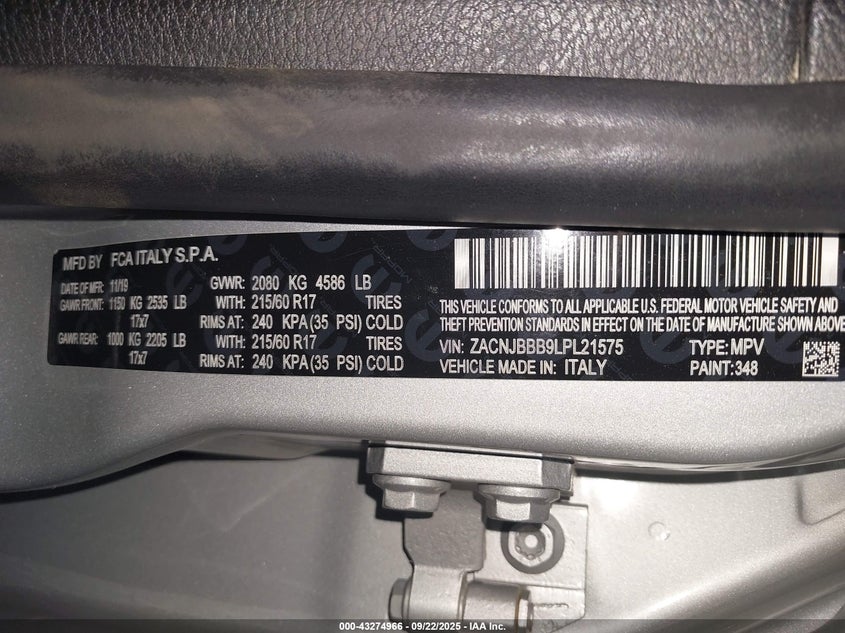 MFD BY FCA ITALY S.P.A.
DATE OF MFR: 11/19 GVWR: 2080 KG 4586 LB
GAWR FRONT: 1150 KG 2535 LB WITH: 215/60 R17 TIRES
17x7 RIMS AT: 240 KPA (35 PSI) COLD
GAWR REAR: 1000 KG 2205 LB WITH: 215/60 R17 TIRES
17x7 RIMS AT: 240 KPA (35 PSI) COLD
THIS VEHICLE CONFORMS TO ALL APPLICABLE U.S. FEDERAL MOTOR VEHICLE SAFETY AND
THEFT PREVENTION STANDARDS IN EFFECT ON THE DATE OF MANUFACTURE SHOWN ABOVE
VIN: ZACNJBBB9LPL21575 TYPE: MPV
VEHICLE MADE IN: ITALY PAINT: 348
000-43274966 - 09/22/2025 - IAA Inc.